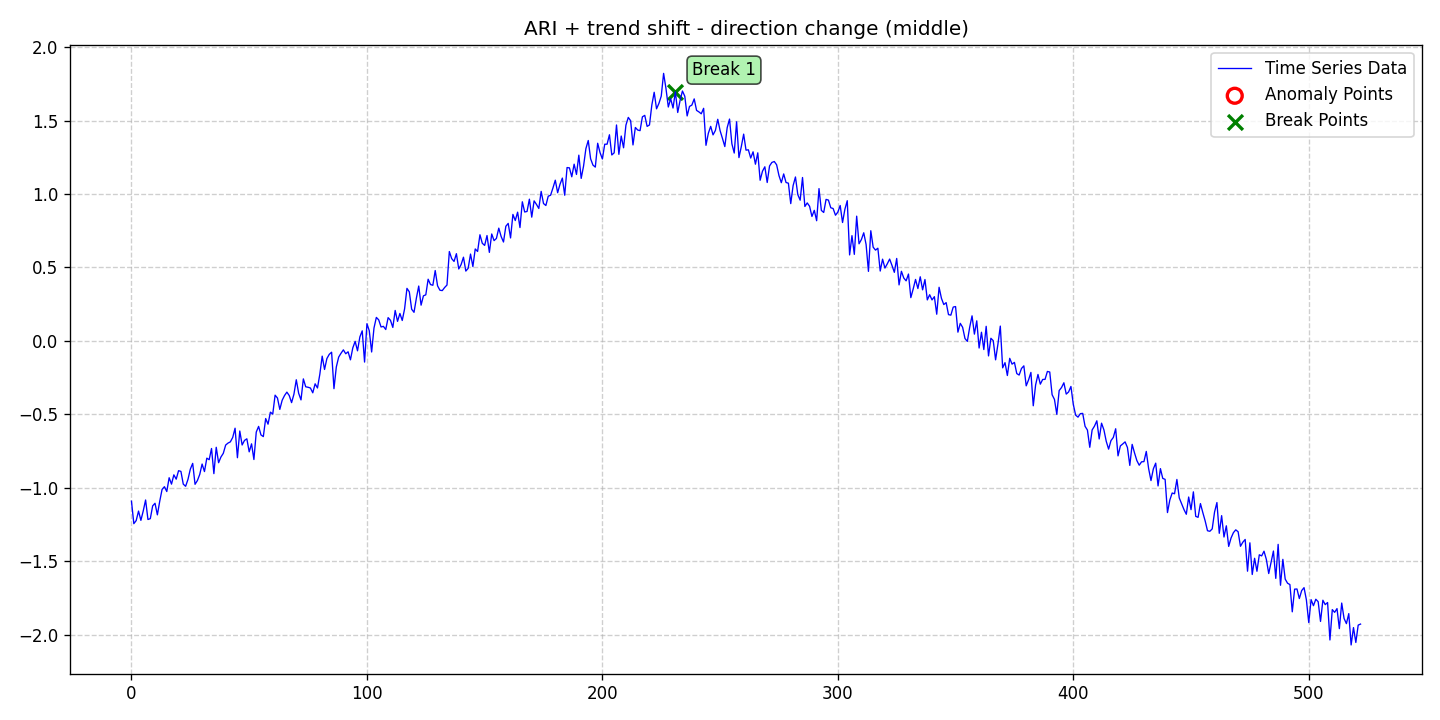 ARI + trend shift - direction change (middle)
2.0
1.5
1.0
0.5
0.0
−0.5
−1.0
−1.5
−2.0
Break 1
Time Series Data
Anomaly Points
Break Points
0 100 200 300 400 500